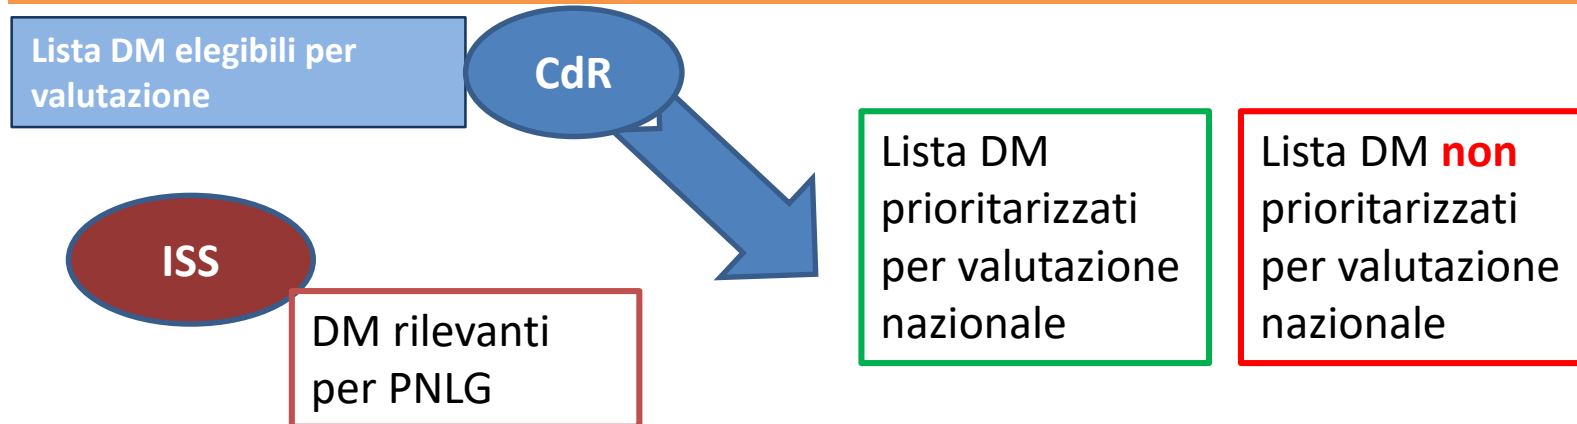 Lista DM elegibili per
valutazione
CdR
ISS
DM rilevanti
per PNLG
Lista DM
prioritarizzati
per valutazione
nazionale
Lista DM non
prioritarizzati
per valutazione
nazionale